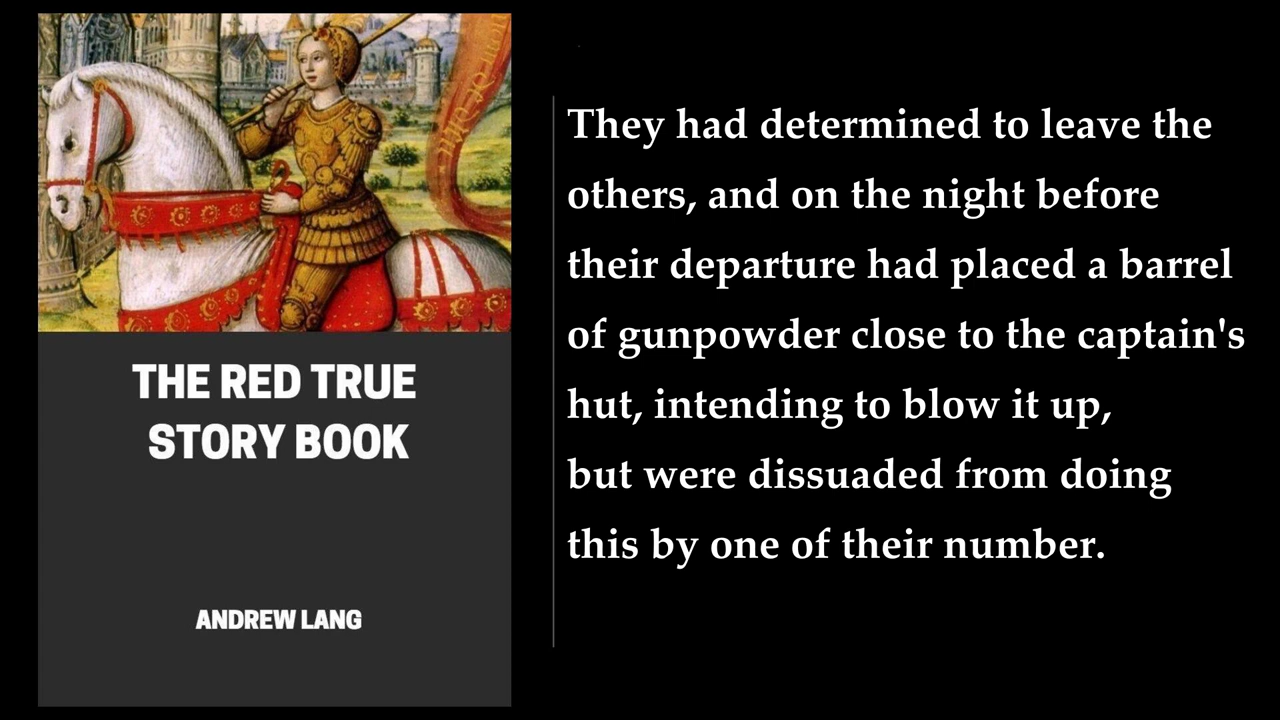 THE RED TRUE
STORY BOOK
ANDREW LANG
They had determined to leave the
others, and on the night before
their departure had placed a barrel
of gunpowder close to the captain's
hut, intending to blow it up,
but were dissuaded from doing
this by one of their number.